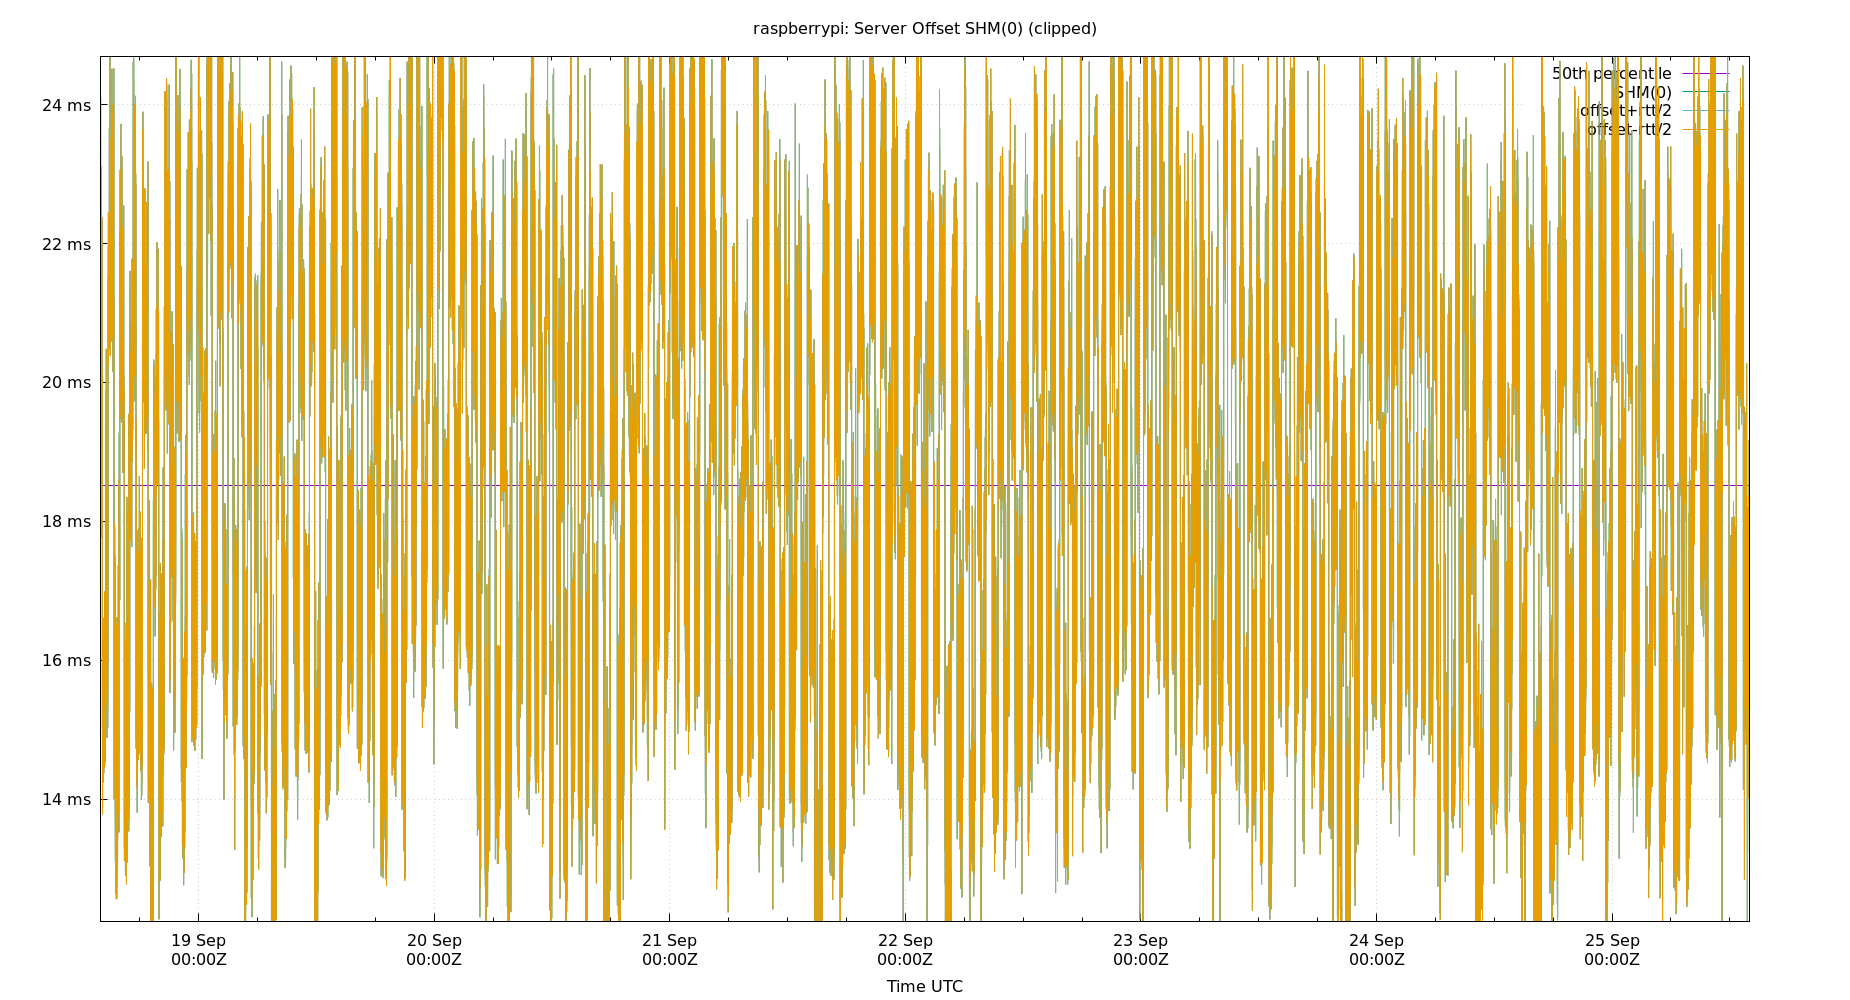 raspberrypi: Server Offset SHM(0) (clipped)
50th percentile
SHM(0)
offset+rtt/2
offset-rtt/2
24 ms
22 ms
20 ms
18 ms
16 ms
14 ms
19 Sep 20 Sep 21 Sep 22 Sep 23 Sep 24 Sep 25 Sep
00:00Z 00:00Z 00:00Z 00:00Z 00:00Z 00:00Z 00:00Z
Time UTC